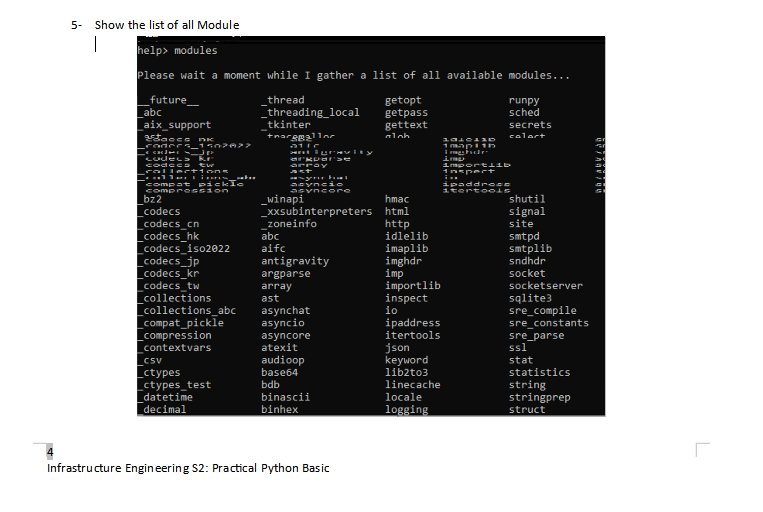 5- Show the list of all Module
help> modules
Please wait a moment while I gather a list of all available modules...
__future__ _thread getopt runpy
_abc _threading_local getpass sched
_aix_support _tkinter gettext secrets
_bz2 _winapi hmac shutil
_codecs _xxsubinterpreters html signal
_codecs_cn _zoneinfo http site
_codecs_hk abc idlelib smtpd
_codecs_iso2022 aifc imaplib smtplib
_codecs_jp antigravity imghdr sndhdr
_codecs_kr argparse imp socket
_codecs_tw array importlib socketserver
_collections ast inspect sqlite3
_collections_abc asynchat io sre_compile
_compat_pickle asyncio ipaddress sre_constants
_compression asyncore itertools sre_parse
_contextvars atexit json ssl
_csv audioop keyword stat
_ctypes base64 lib2to3 statistics
_ctypes_test bdb linecache string
_datetime binascii locale stringprep
_decimal binhex logging struct
4
Infrastructure Engineering S2: Practical Python Basic